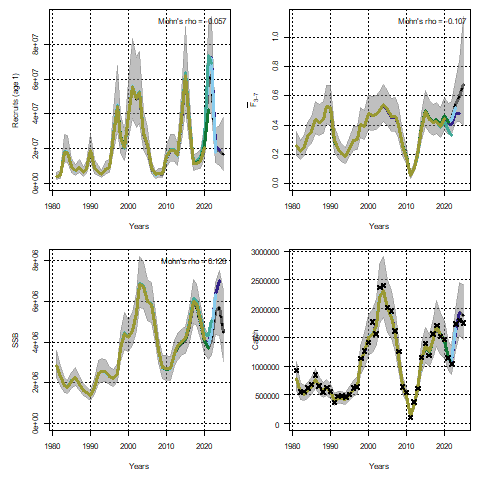 Mohn's rho = -0.057
Recruits (age 1)
0e+00 2e+07 4e+07 6e+07 8e+07
1980 1990 2000 2010 2020
Years
Mohn's rho = -0.107
F̅ 3–7
0.0 0.2 0.4 0.6 0.8 1.0
1980 1990 2000 2010 2020
Years
Mohn's rho = 0.128
SSB
0e+00 2e+06 4e+06 6e+06 8e+06
1980 1990 2000 2010 2020
Years
Catch
0 500000 1000000 1500000 2000000 2500000 3000000
1980 1990 2000 2010 2020
Years